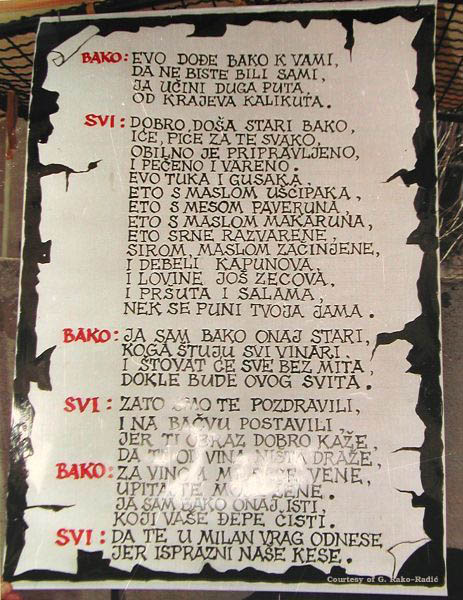 BAKO: EVO DOĐE BAKO K VAMI,
DA NE BISTE BILI SAMI,
JA UČINI DUGA PUTA
OD KRAJEVA KALIKUTA.
SVI: DOBRO DOŠA STARI BAKO,
IĆE, PIĆE ZA TE SVAKO,
OBILNO JE PRIPRAVLJENO,
I PEČENO I VARENO:
EVO TUKA I GUSAKA,
ETO S MASLOM UŠĆIPAKA,
ETO S MESOM PAVERUNA,
ETO S MASLOM MAKARUNA,
ETO SRNE RAZVARENE,
SIROM, MASLOM ZAČINJENE,
I DEBELI KAPUNOVA,
I LOVINE JOŠ ZECOVA,
I PRŠUTA I SALAMA,
NEK SE PUNI TVOJA JAMA.
BAKO: JA SAM BAKO ONAJ STARI,
KOGA ŠTUJU SVI VINARI.
I ŠTOVAT ĆE SVE BEZ MITA,
DOKLE BUDE OVOG SVITA.
SVI: ZATO SMO TE POZDRAVILI,
I NA BAČVU POSTAVILI,
JER TI OBRAZ DOBRO KAŽE,
DA TE OD VINA NIŠTA DRAŽE,
BAKO: ZA VINO I VENE,
UPITAJTE MOJE ŽENE.
JA SAM BAKO ONAJ ISTI,
KOJI VAŠE ĐEPE ČISTI.
SVI: DA TE U MILAN VRAG ODNESE,
JER ISPRAZNI NAŠE KESE.
Courtesy of G. Rako-Radić